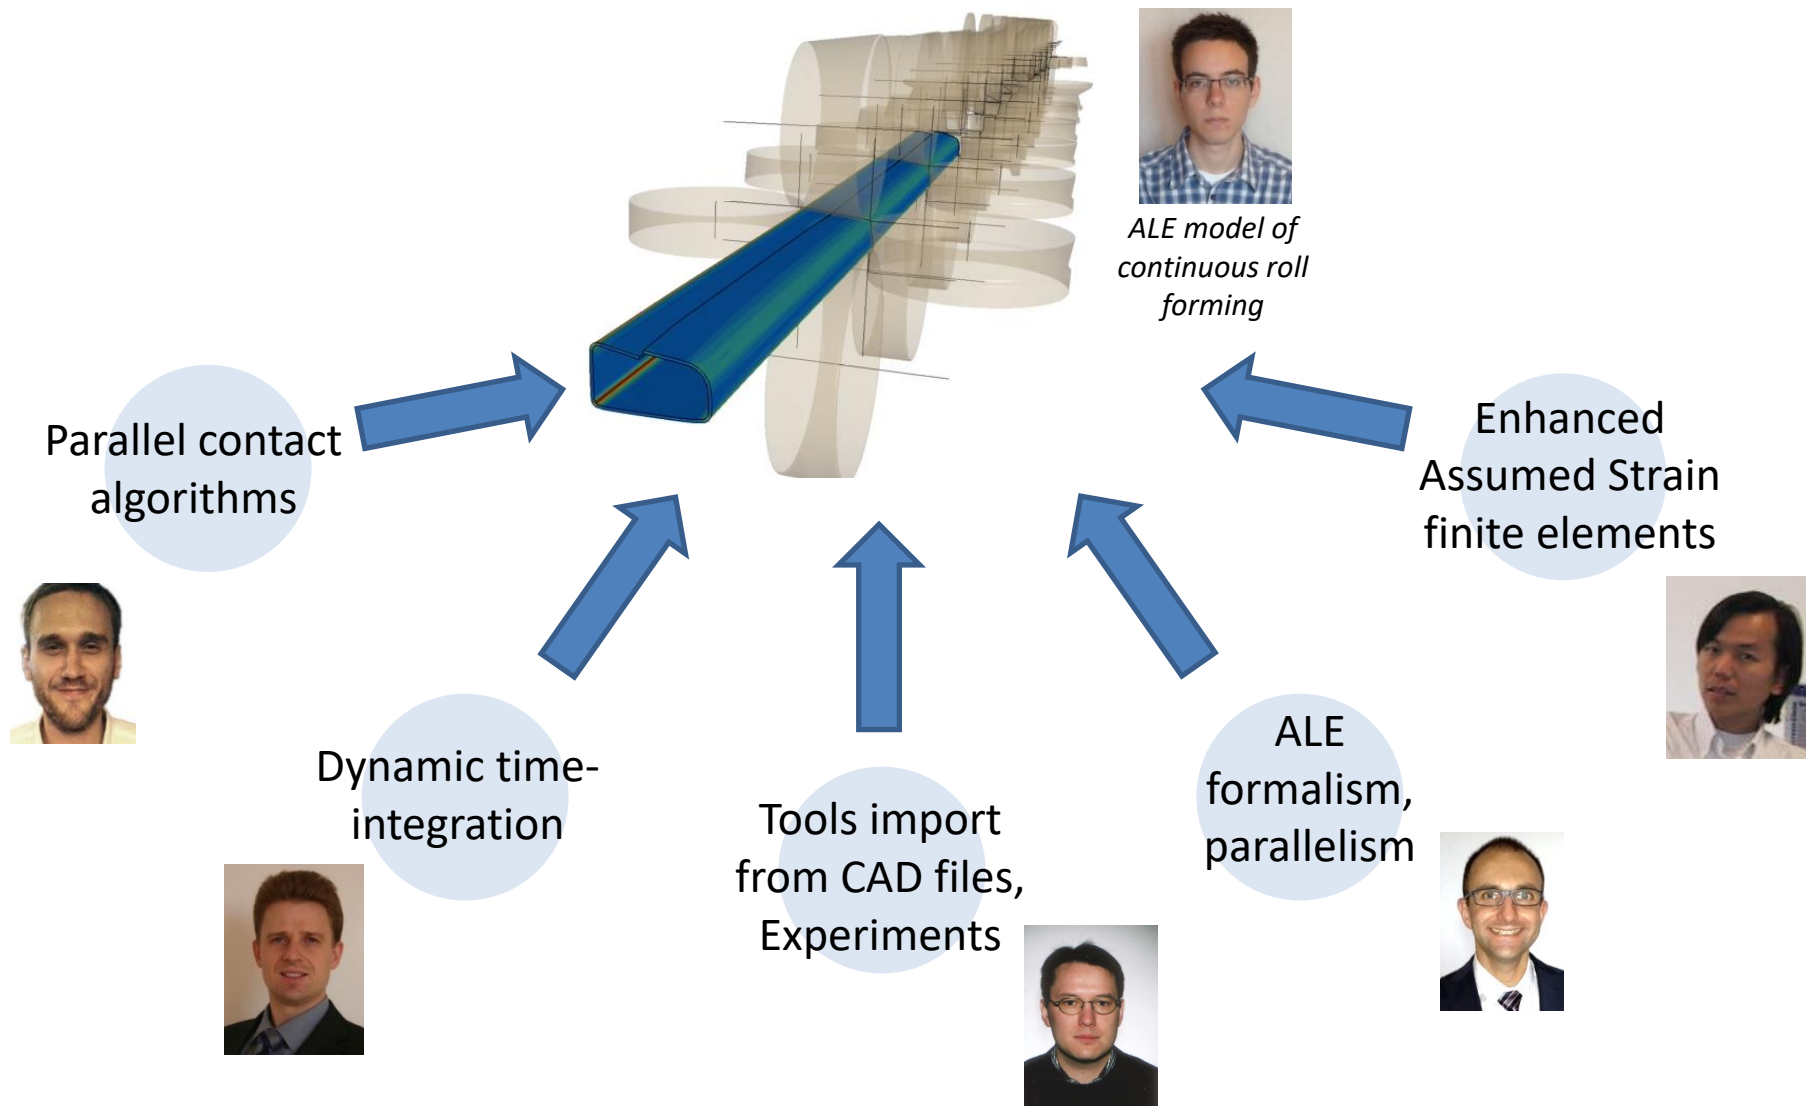 ALE model of
continuous roll
forming
Parallel contact
algorithms
Enhanced
Assumed Strain
finite elements
Dynamic time-
integration
Tools import
from CAD files,
Experiments
ALE
formalism,
parallelism